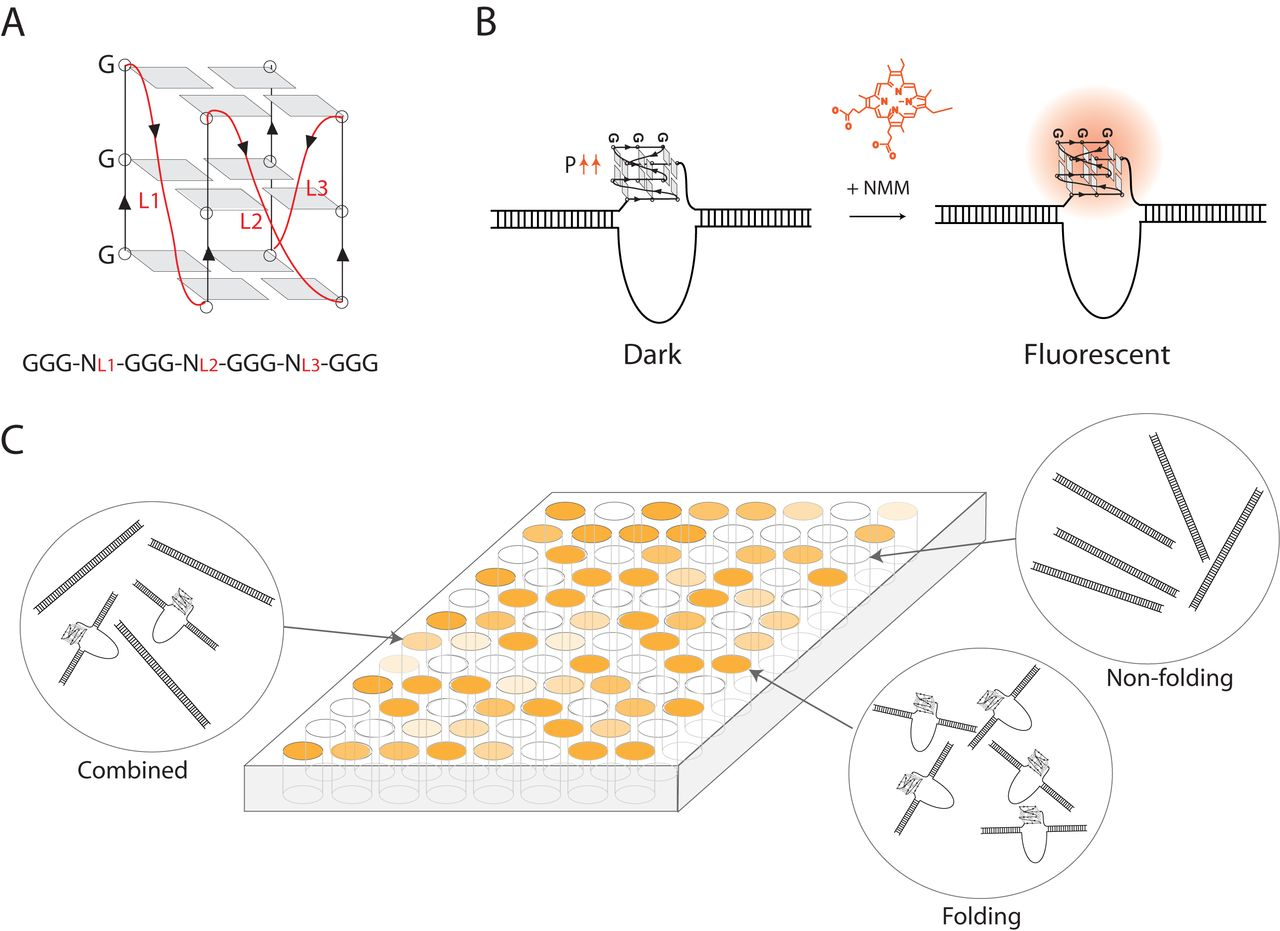 A
G
G
G
L1
L2
L3
GGG-NL1-GGG-NL2-GGG-NL3-GGG
B
P
G G G
Dark
N
N
N
N
O
O
O
O
+ NMM
G G G
Fluorescent
C
Combined
Non-folding
Folding